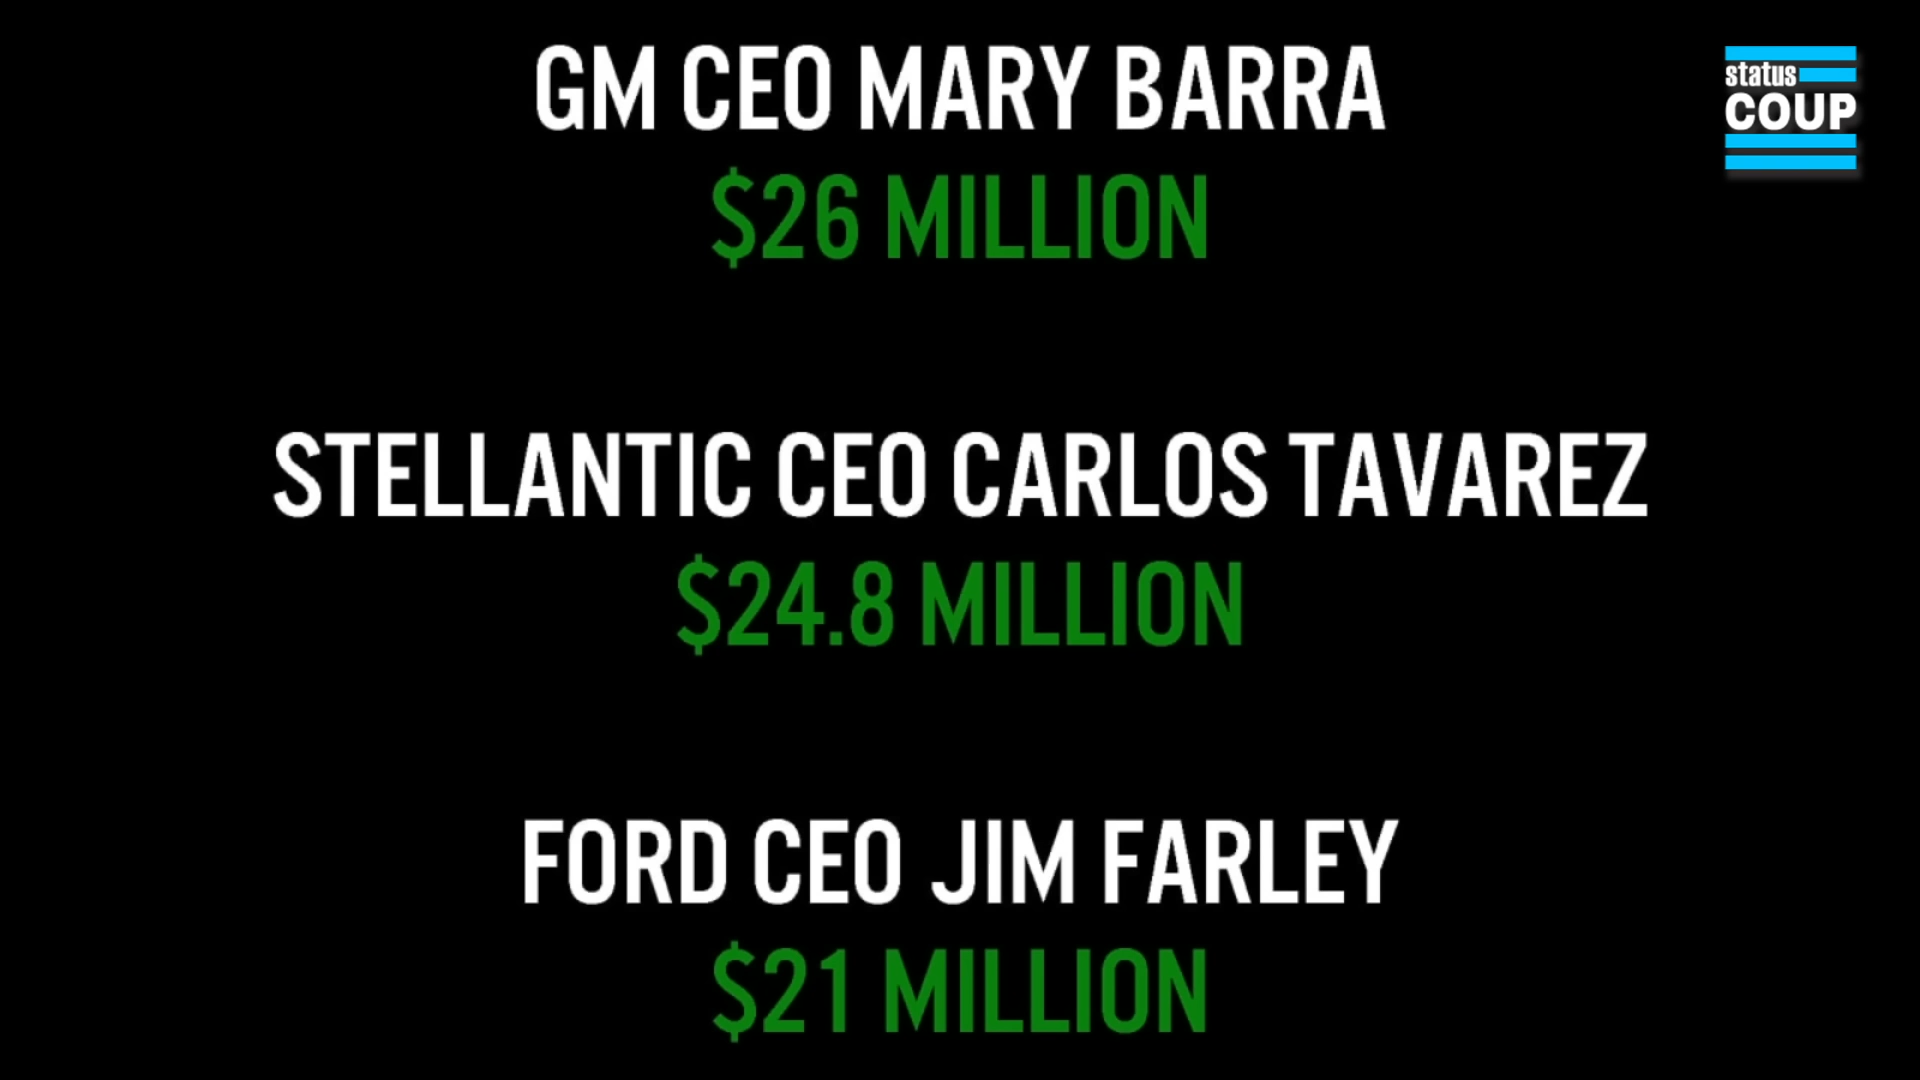 GM CEO MARY BARRA
$26 MILLION
STELLANTIC CEO CARLOS TAVAREZ
$24.8 MILLION
FORD CEO JIM FARLEY
$21 MILLION
status
COUP